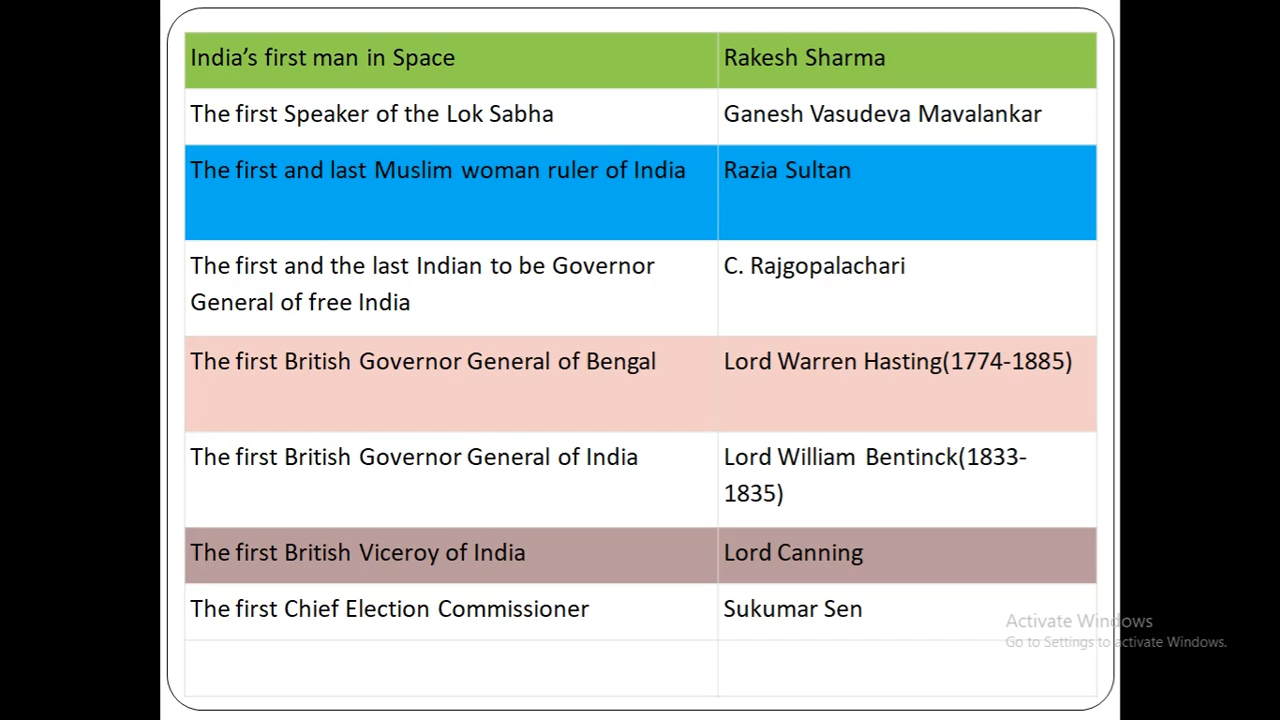 India's first man in Space
Rakesh Sharma
The first Speaker of the Lok Sabha
Ganesh Vasudeva Mavalankar
The first and last Muslim woman ruler of India
Razia Sultan
The first and the last Indian to be Governor
General of free India
C. Rajgopalachari
The first British Governor General of Bengal
Lord Warren Hasting(1774-1885)
The first British Governor General of India
Lord William Bentinck(1833-
1835)
The first British Viceroy of India
Lord Canning
The first Chief Election Commissioner
Sukumar Sen
Activate Windows
Go to Settings to activate Windows.